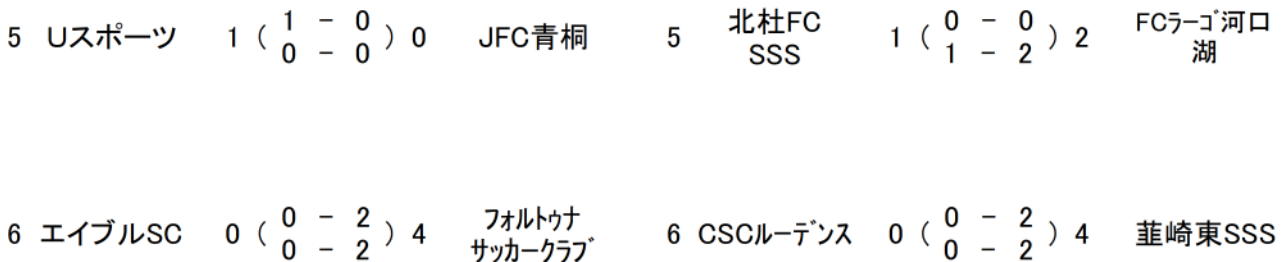 5 Uスポーツ 1 ( 1 - 0 ) 0 JFC青桐
0 - 0
5 北杜FC SSS 1 ( 0 - 0 ) 2 FCラーゴ河口湖
1 - 2
6 エイブルSC 0 ( 0 - 2 ) 4 フォルトゥナ サッカークラブ
0 - 2
6 CSCルーデンス 0 ( 0 - 2 ) 4 韮崎東SSS
0 - 2